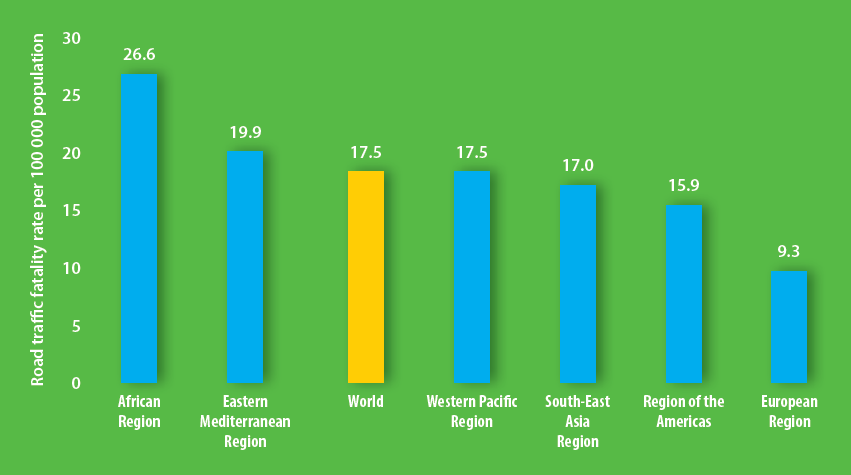 Road traffic fatality rate per 100 000 population
30
25
20
15
10
5
0
26.6
19.9
17.5
17.5
17.0
15.9
9.3
African
Region
Eastern
Mediterranean
Region
World
Western Pacific
Region
South-East
Asia
Region
Region of the
Americas
European
Region